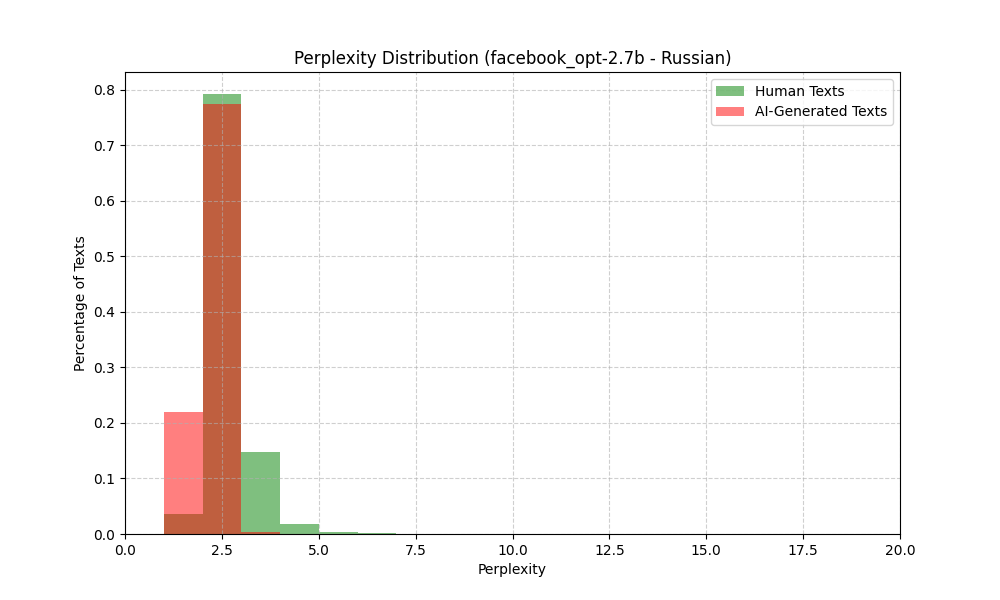 Perplexity Distribution (facebook_opt-2.7b - Russian)
Human Texts
AI-Generated Texts
Percentage of Texts
0.8
0.7
0.6
0.5
0.4
0.3
0.2
0.1
0.0
0.0 2.5 5.0 7.5 10.0 12.5 15.0 17.5 20.0
Perplexity